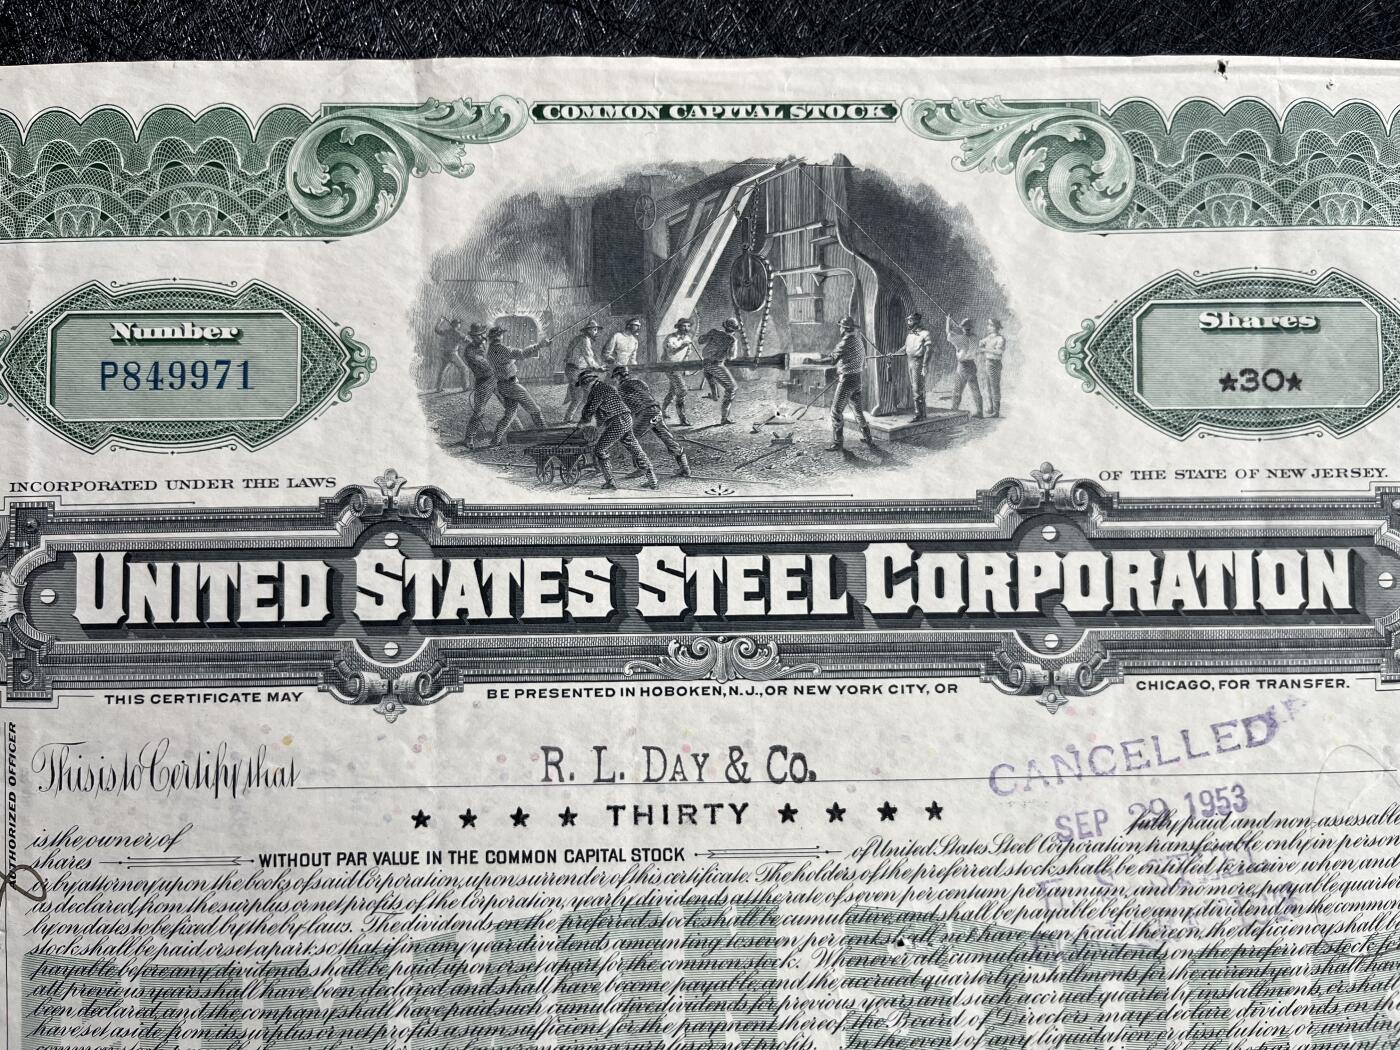 COMMON CAPITAL STOCK
Number
P849971
Shares
★30★
INCORPORATED UNDER THE LAWS
OF THE STATE OF NEW JERSEY.
UNITED STATES STEEL CORPORATION
THIS CERTIFICATE MAY
BE PRESENTED IN HOBOKEN, N.J., OR NEW YORK CITY, OR
CHICAGO, FOR TRANSFER.
AUTHORIZED OFFICER
This is to Certify that
R. L. DAY & CO.
CANCELLED
SEP 29 1953
★ ★ ★ ★ THIRTY ★ ★ ★ ★
is the owner of
fully paid and non-assessable
shares WITHOUT PAR VALUE IN THE COMMON CAPITAL STOCK of United States Steel Corporation transferable only in person
or by attorney upon the books of said Corporation, upon surrender of this certificate. The holders of the preferred stock shall be entitled to receive when and
as declared, from the surplus or net profits of the Corporation, yearly dividends at the rate of seven per centum per annum, and no more, payable quarterly
by on dates to be fixed by the by-laws. The dividends on the preferred stock shall be cumulative, and shall be payable before any dividend on the common
stock shall be paid or set apart; so that if in any year dividends amounting to seven per cent shall not have been paid thereon, the deficiency shall be
payable before any dividends shall be paid upon or set apart for the common stock. Whenever all cumulative dividends on the preferred stock for
all previous years shall have been declared and shall have become payable, and the accrued quarterly installments for the current year shall have
been declared, and the company shall have paid such cumulative dividends for previous years and such accrued quarterly installments, or shall
have set aside from its surplus or net profits a sum sufficient for the payment thereof, the Board of Directors may declare dividends on the
In the event of any liquidation or dissolution or winding